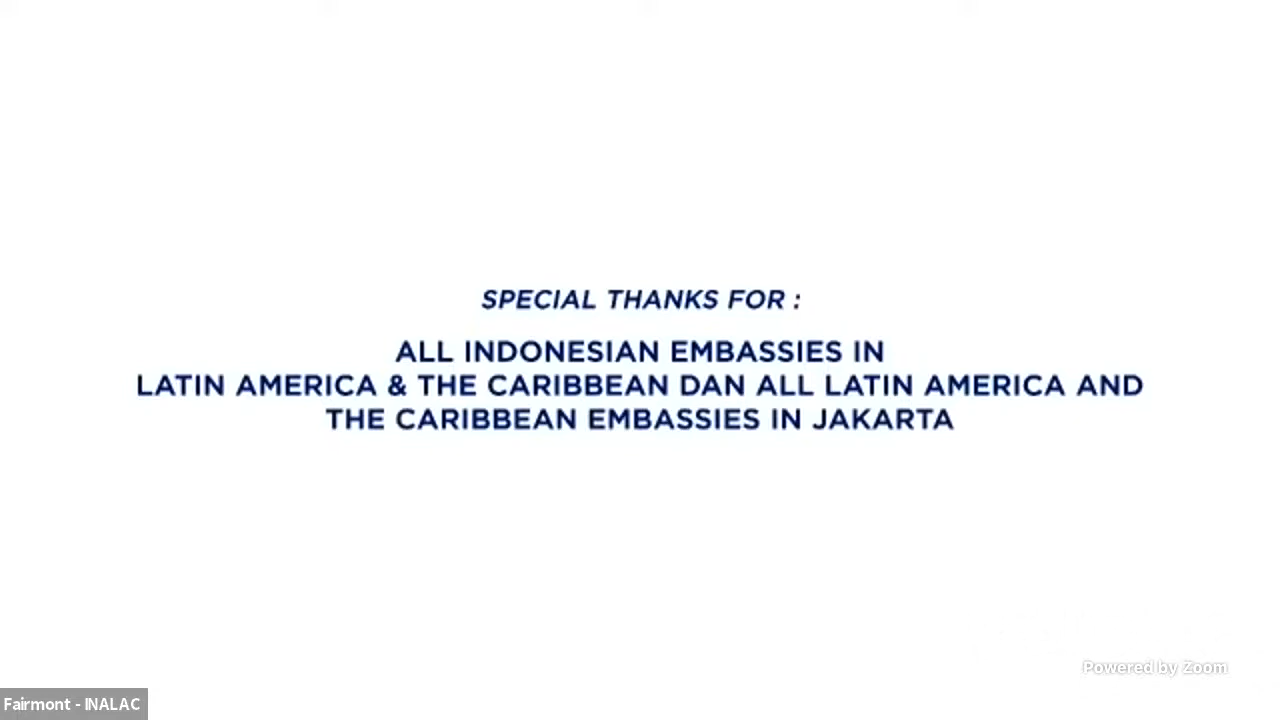 SPECIAL THANKS FOR :
ALL INDONESIAN EMBASSIES IN
LATIN AMERICA & THE CARIBBEAN DAN ALL LATIN AMERICA AND
THE CARIBBEAN EMBASSIES IN JAKARTA
Powered by Zoom
Fairmont - INALAC